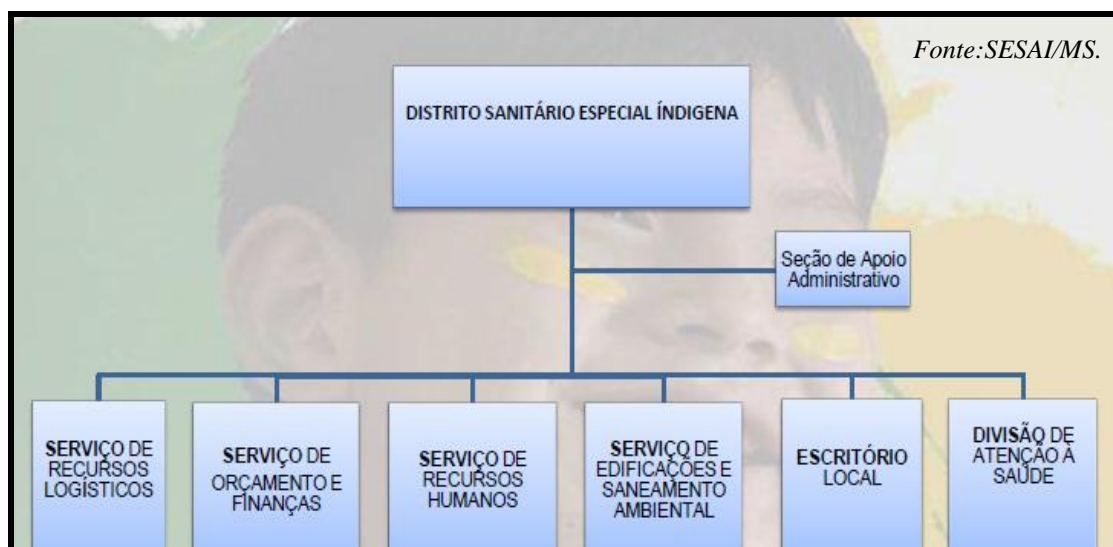 Fonte:SESAI/MS.
DISTRITO SANITÁRIO ESPECIAL ÍNDIGENA
Seção de Apoio
Administrativo
SERVIÇO DE
RECURSOS
LOGÍSTICOS
SERVIÇO DE
ORÇAMENTO E
FINANÇAS
SERVIÇO DE
RECURSOS
HUMANOS
SERVIÇO DE
EDIFICAÇÕES E
SANEAMENTO
AMBIENTAL
ESCRITÓRIO
LOCAL
DIVISÃO DE
ATENÇÃO À
SAÚDE